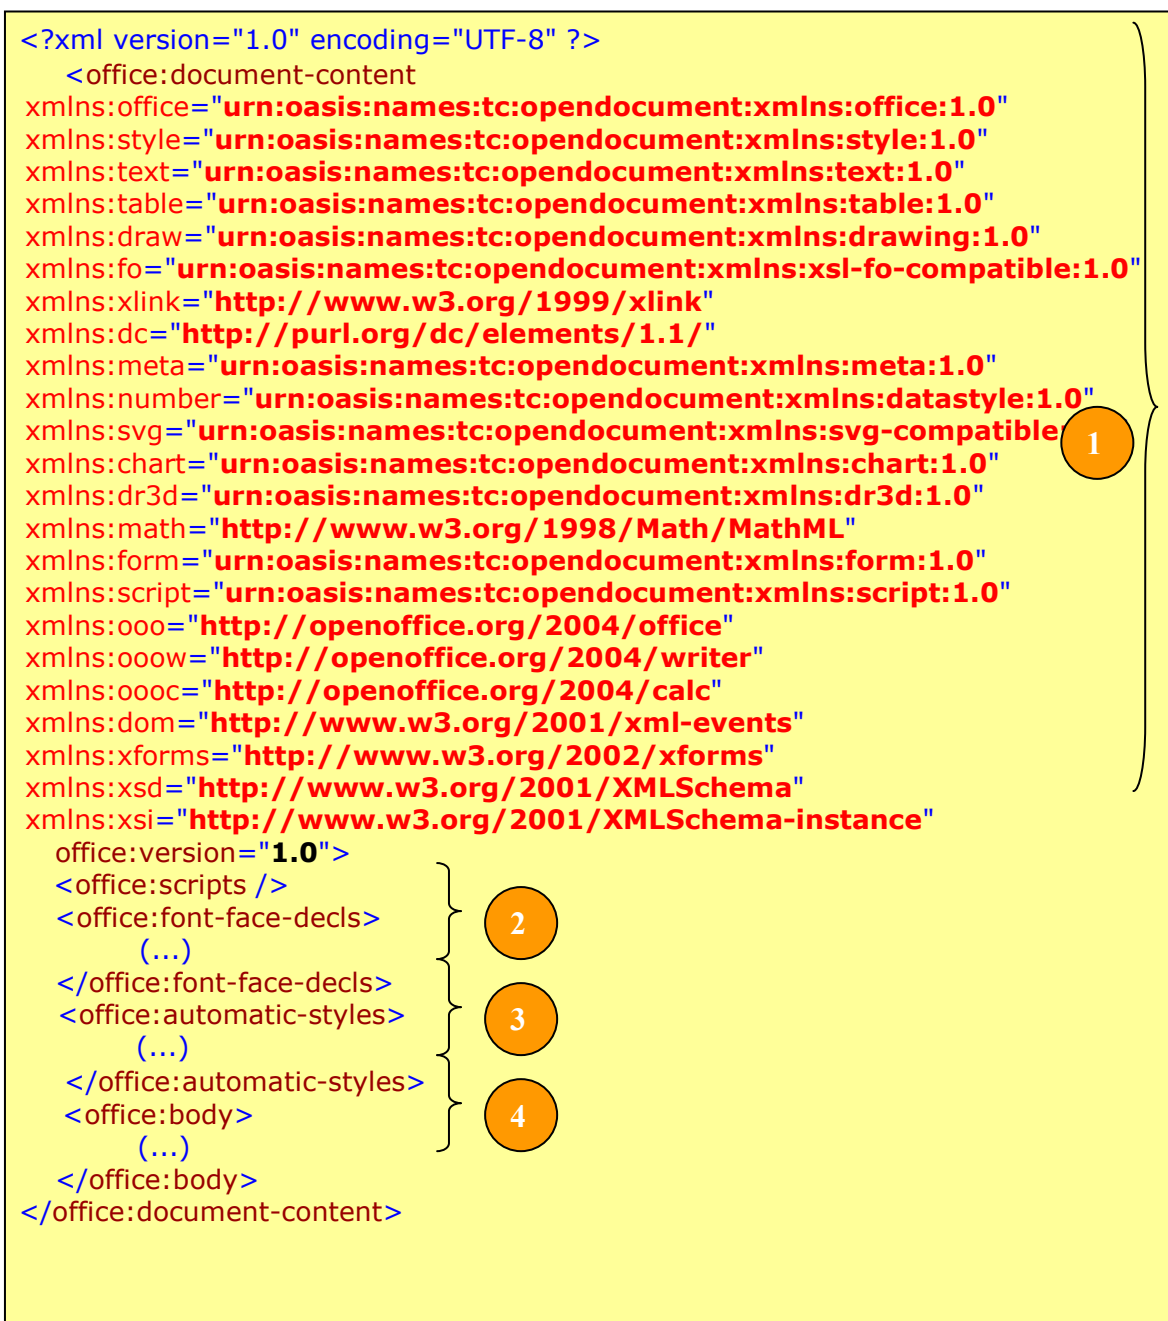 <?xml version="1.0" encoding="UTF-8" ?>
<office:document-content
xmlns:office="urn:oasis:names:tc:opendocument:xmlns:office:1.0"
xmlns:style="urn:oasis:names:tc:opendocument:xmlns:style:1.0"
xmlns:text="urn:oasis:names:tc:opendocument:xmlns:text:1.0"
xmlns:table="urn:oasis:names:tc:opendocument:xmlns:table:1.0"
xmlns:draw="urn:oasis:names:tc:opendocument:xmlns:drawing:1.0"
xmlns:fo="urn:oasis:names:tc:opendocument:xmlns:xsl-fo-compatible:1.0"
xmlns:xlink="http://www.w3.org/1999/xlink"
xmlns:dc="http://purl.org/dc/elements/1.1/"
xmlns:meta="urn:oasis:names:tc:opendocument:xmlns:meta:1.0"
xmlns:number="urn:oasis:names:tc:opendocument:xmlns:datastyle:1.0"
xmlns:svg="urn:oasis:names:tc:opendocument:xmlns:svg-compatible
1
xmlns:chart="urn:oasis:names:tc:opendocument:xmlns:chart:1.0"
xmlns:dr3d="urn:oasis:names:tc:opendocument:xmlns:dr3d:1.0"
xmlns:math="http://www.w3.org/1998/Math/MathML"
xmlns:form="urn:oasis:names:tc:opendocument:xmlns:form:1.0"
xmlns:script="urn:oasis:names:tc:opendocument:xmlns:script:1.0"
xmlns:ooo="http://openoffice.org/2004/office"
xmlns:ooow="http://openoffice.org/2004/writer"
xmlns:oooc="http://openoffice.org/2004/calc"
xmlns:dom="http://www.w3.org/2001/xml-events"
xmlns:xforms="http://www.w3.org/2002/xforms"
xmlns:xsd="http://www.w3.org/2001/XMLSchema"
xmlns:xsi="http://www.w3.org/2001/XMLSchema-instance"
office:version="1.0">
<office:scripts />
<office:font-face-decls>
2
(...)
</office:font-face-decls>
<office:automatic-styles>
3
(...)
</office:automatic-styles>
<office:body>
4
(...)
</office:body>
</office:document-content>